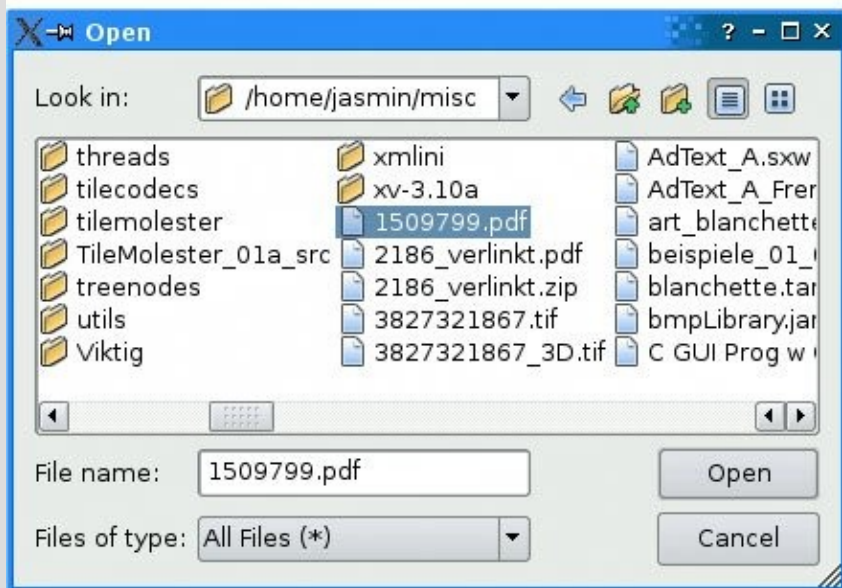 Open
Look in: /home/jasmin/misc
threads
tilecodecs
tilemolester
TileMolester_01a_src
treenodes
utils
Viktig
xmlini
xv-3.10a
1509799.pdf
2186_verlinkt.pdf
2186_verlinkt.zip
3827321867.tif
3827321867_3D.tif
AdText_A.sxw
AdText_A_Fren
art_blanchette
beispiele_01_
blanchette.tar
bmpLibrary.jar
C GUI Prog w
File name: 1509799.pdf Open
Files of type: All Files (*) Cancel